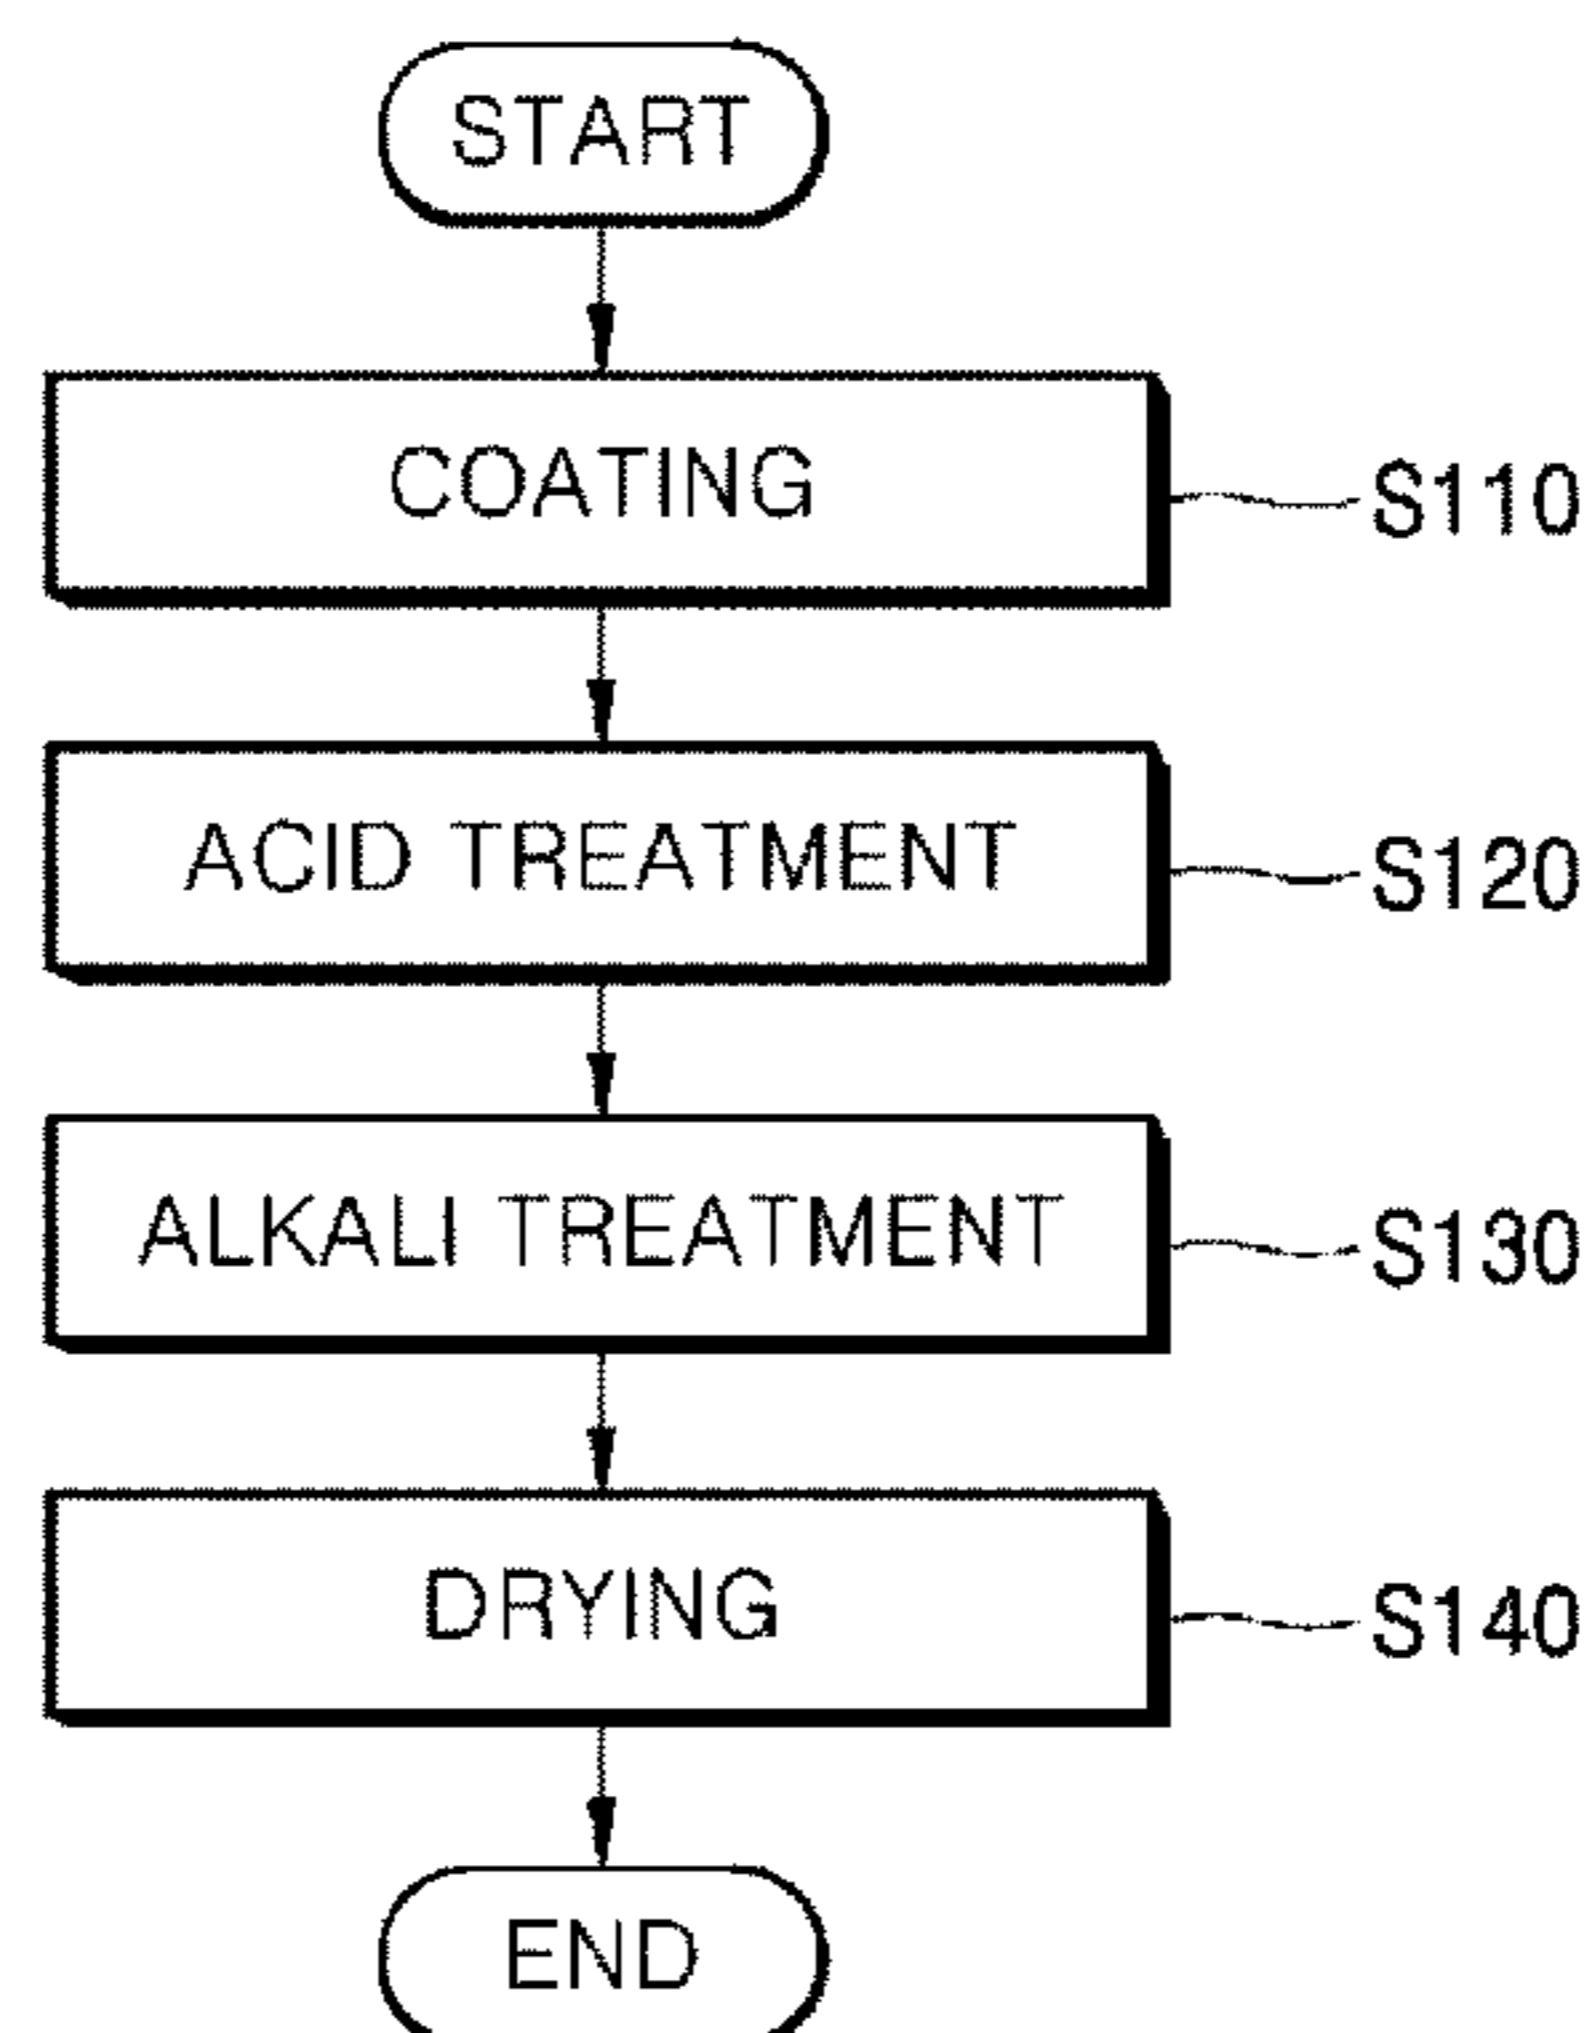 START
COATING
S110
ACID TREATMENT
S120
ALKALI TREATMENT
S130
DRYING
S140
END